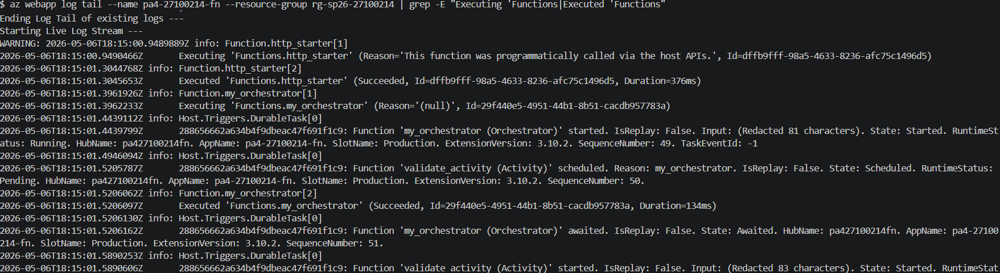 $ az webapp log tail --name pa4-27100214-fn --resource-group rg-sp26-27100214 | grep -E "Executing 'Functions|Executed 'Functions"
Ending Log Tail of existing logs ---
Starting Live Log Stream ---
WARNING: 2026-05-06T18:15:00.9489889Z info: Function.http_starter[1]
2026-05-06T18:15:00.9490466Z       Executing 'Functions.http_starter' (Reason='This function was programmatically called via the host APIs.', Id=dffb9fff-98a5-4633-8236-afc75c1496d5)
2026-05-06T18:15:01.3044768Z info: Function.http_starter[2]
2026-05-06T18:15:01.3045653Z       Executed 'Functions.http_starter' (Succeeded, Id=dffb9fff-98a5-4633-8236-afc75c1496d5, Duration=376ms)
2026-05-06T18:15:01.3961926Z info: Function.my_orchestrator[1]
2026-05-06T18:15:01.3962233Z       Executing 'Functions.my_orchestrator' (Reason='(null)', Id=29f440e5-4951-44b1-8b51-cacdb957783a)
2026-05-06T18:15:01.4439112Z info: Host.Triggers.DurableTask[0]
2026-05-06T18:15:01.4439799Z       288656662a634b4f9dbeac47f691f1c9: Function 'my_orchestrator (Orchestrator)' started. IsReplay: False. Input: (Redacted 81 characters). State: Started. RuntimeSt
atus: Running. HubName: pa427100214fn. AppName: pa4-27100214-fn. SlotName: Production. ExtensionVersion: 3.10.2. SequenceNumber: 49. TaskEventId: -1
2026-05-06T18:15:01.4946094Z info: Host.Triggers.DurableTask[0]
2026-05-06T18:15:01.5205787Z       288656662a634b4f9dbeac47f691f1c9: Function 'validate_activity (Activity)' scheduled. Reason: my_orchestrator. IsReplay: False. State: Scheduled. RuntimeStatus:
Pending. HubName: pa427100214fn. AppName: pa4-27100214-fn. SlotName: Production. ExtensionVersion: 3.10.2. SequenceNumber: 50.
2026-05-06T18:15:01.5206062Z info: Function.my_orchestrator[2]
2026-05-06T18:15:01.5206097Z       Executed 'Functions.my_orchestrator' (Succeeded, Id=29f440e5-4951-44b1-8b51-cacdb957783a, Duration=134ms)
2026-05-06T18:15:01.5206130Z info: Host.Triggers.DurableTask[0]
2026-05-06T18:15:01.5206162Z       288656662a634b4f9dbeac47f691f1c9: Function 'my_orchestrator (Orchestrator)' awaited. IsReplay: False. State: Awaited. HubName: pa427100214fn. AppName: pa4-27100
214-fn. SlotName: Production. ExtensionVersion: 3.10.2. SequenceNumber: 51.
2026-05-06T18:15:01.5890253Z info: Host.Triggers.DurableTask[0]
2026-05-06T18:15:01.5890606Z       288656662a634b4f9dbeac47f691f1c9: Function 'validate_activity (Activity)' started. IsReplay: False. Input: (Redacted 83 characters). State: Started. RuntimeStat